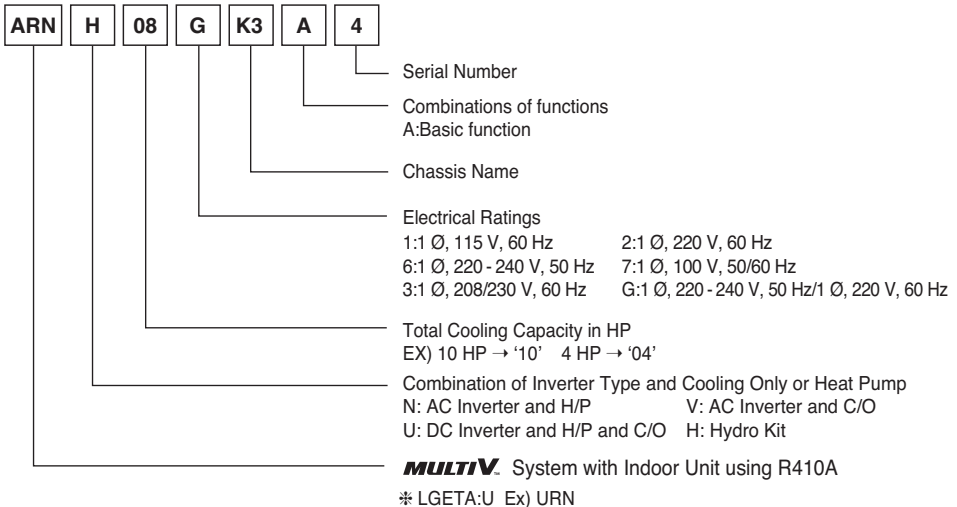 ARN H 08 G K3 A 4
Serial Number
Combinations of functions
A:Basic function
Chassis Name
Electrical Ratings
1:1 Ø, 115 V, 60 Hz 2:1 Ø, 220 V, 60 Hz
6:1 Ø, 220 - 240 V, 50 Hz 7:1 Ø, 100 V, 50/60 Hz
3:1 Ø, 208/230 V, 60 Hz G:1 Ø, 220 - 240 V, 50 Hz/1 Ø, 220 V, 60 Hz
Total Cooling Capacity in HP
EX) 10 HP → ‘10’ 4 HP → ‘04’
Combination of Inverter Type and Cooling Only or Heat Pump
N: AC Inverter and H/P V: AC Inverter and C/O
U: DC Inverter and H/P and C/O H: Hydro Kit
MULTI V™ System with Indoor Unit using R410A
❉ LGETA:U Ex) URN